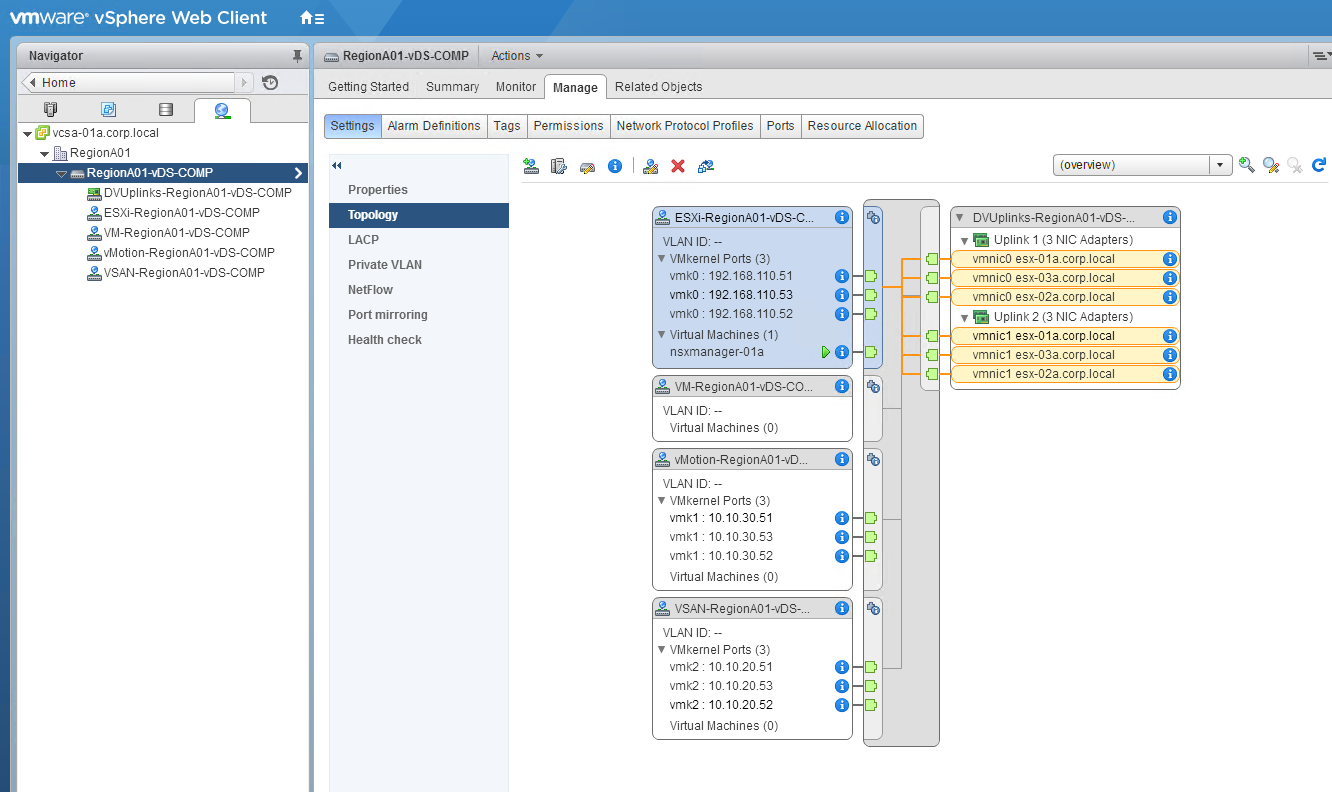 vmware® vSphere Web Client
Navigator
Home
vcsa-01a.corp.local
RegionA01
RegionA01-vDS-COMP
DVUplinks-RegionA01-vDS-COMP
ESXi-RegionA01-vDS-COMP
VM-RegionA01-vDS-COMP
vMotion-RegionA01-vDS-COMP
VSAN-RegionA01-vDS-COMP
RegionA01-vDS-COMP Actions
Getting Started Summary Monitor Manage Related Objects
Settings Alarm Definitions Tags Permissions Network Protocol Profiles Ports Resource Allocation
Properties
Topology
LACP
Private VLAN
NetFlow
Port mirroring
Health check
(overview)
ESXi-RegionA01-vDS-C...
VLAN ID: --
VMkernel Ports (3)
vmk0 : 192.168.110.51
vmk0 : 192.168.110.53
vmk0 : 192.168.110.52
Virtual Machines (1)
nsxmanager-01a
VM-RegionA01-vDS-CO...
VLAN ID: --
Virtual Machines (0)
vMotion-RegionA01-vD...
VLAN ID: --
VMkernel Ports (3)
vmk1 : 10.10.30.51
vmk1 : 10.10.30.53
vmk1 : 10.10.30.52
Virtual Machines (0)
VSAN-RegionA01-vDS-...
VLAN ID: --
VMkernel Ports (3)
vmk2 : 10.10.20.51
vmk2 : 10.10.20.53
vmk2 : 10.10.20.52
Virtual Machines (0)
DVUplinks-RegionA01-vDS-...
Uplink 1 (3 NIC Adapters)
vmnic0 esx-01a.corp.local
vmnic0 esx-03a.corp.local
vmnic0 esx-02a.corp.local
Uplink 2 (3 NIC Adapters)
vmnic1 esx-01a.corp.local
vmnic1 esx-03a.corp.local
vmnic1 esx-02a.corp.local